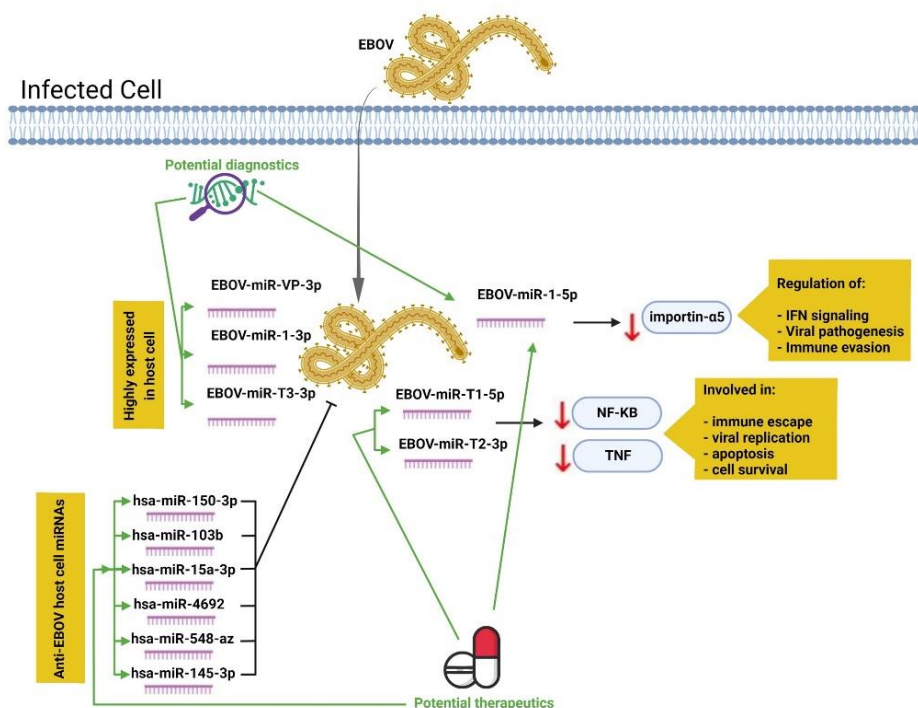 EBOV
Infected Cell
Potential diagnostics
Highly expressed
in host cell
EBOV-miR-VP-3p
EBOV-miR-1-3p
EBOV-miR-T3-3p
EBOV-miR-1-5p
importin-α5
Regulation of:
- IFN signaling
- Viral pathogenesis
- Immune evasion
EBOV-miR-T1-5p
EBOV-miR-T2-3p
NF-KB
TNF
Involved in:
- immune escape
- viral replication
- apoptosis
- cell survival
Anti-EBOV host cell miRNAs
hsa-miR-150-3p
hsa-miR-103b
hsa-miR-15a-3p
hsa-miR-4692
hsa-miR-548-az
hsa-miR-145-3p
Potential therapeutics